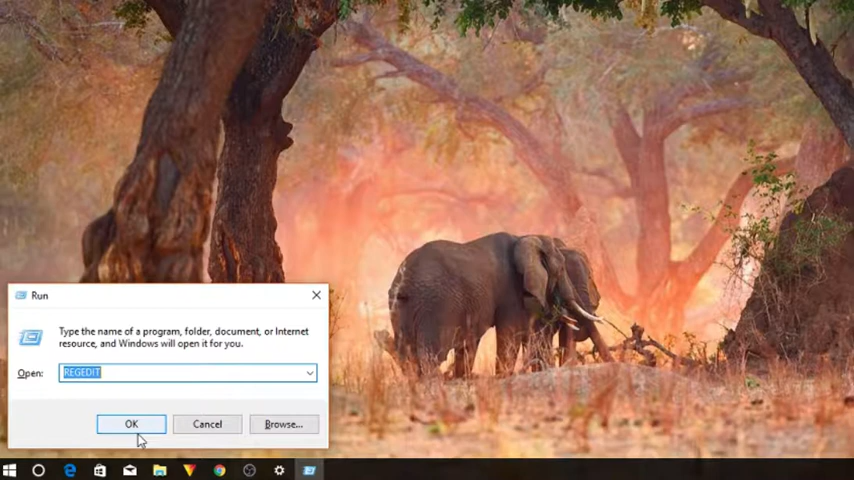 Run
Type the name of a program, folder, document, or Internet
resource, and Windows will open it for you.
Open: REGEDIT
OK Cancel Browse...